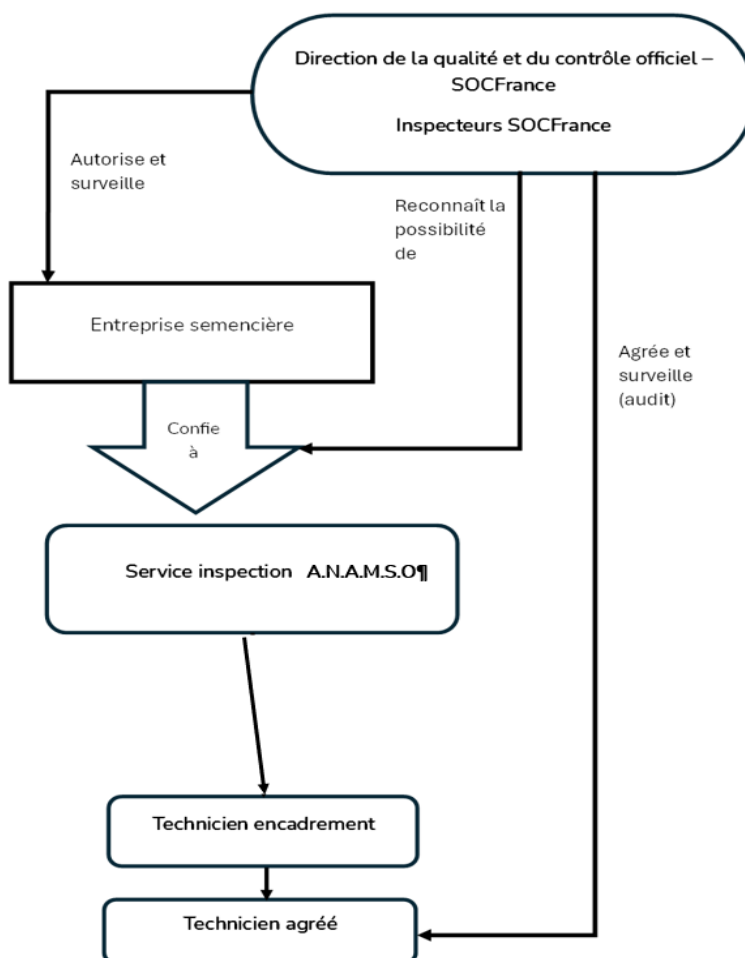 Direction de la qualité et du contrôle officiel –
SOCFrance
Inspecteurs SOCFrance
Autorise et
surveille
Reconnaît la
possibilité
de
Entreprise semencière
Agrée et
surveille
(audit)
Confie
à
Service inspection A.N.A.M.S.O¶
Technicien encadrement
Technicien agréé